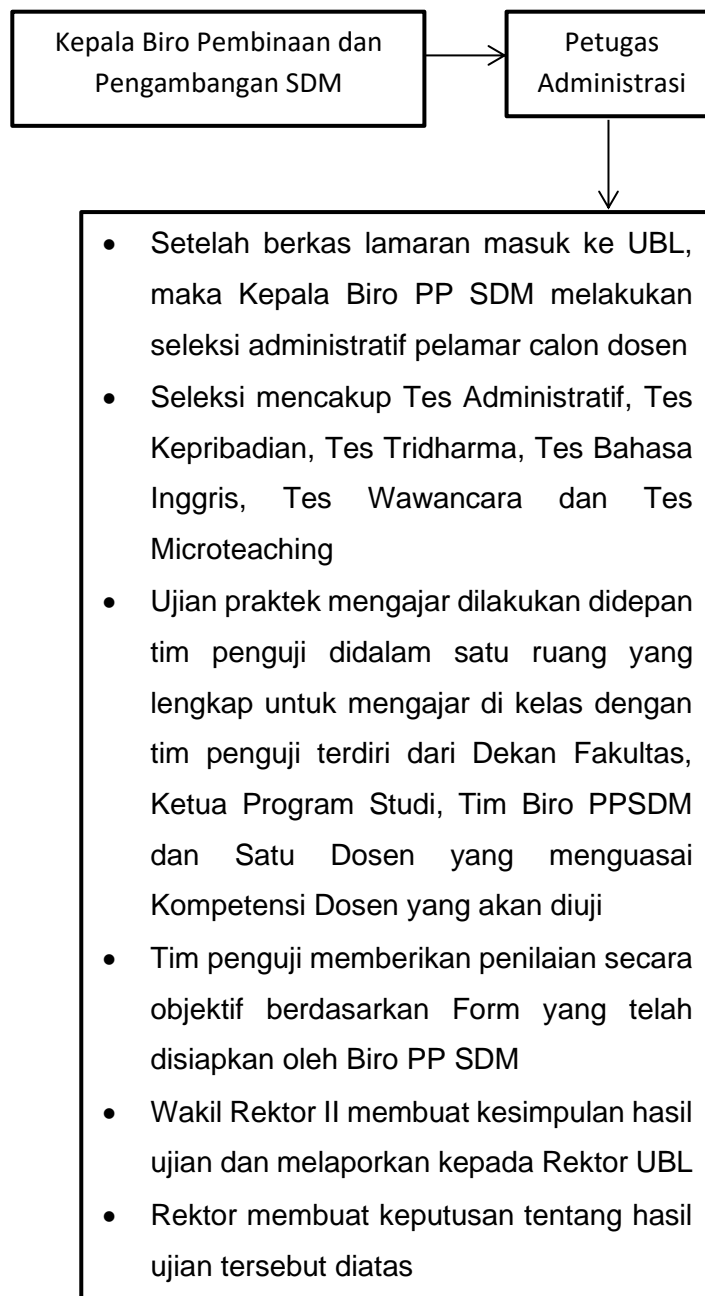 Kepala Biro Pembinaan dan
Pengambangan SDM
Petugas
Administrasi
• Setelah berkas lamaran masuk ke UBL,
maka Kepala Biro PP SDM melakukan
seleksi administratif pelamar calon dosen
• Seleksi mencakup Tes Administratif, Tes
Kepribadian, Tes Tridharma, Tes Bahasa
Inggris, Tes Wawancara dan Tes
Microteaching
• Ujian praktek mengajar dilakukan didepan
tim penguji didalam satu ruang yang
lengkap untuk mengajar di kelas dengan
tim penguji terdiri dari Dekan Fakultas,
Ketua Program Studi, Tim Biro PPSDM
dan Satu Dosen yang menguasai
Kompetensi Dosen yang akan diuji
• Tim penguji memberikan penilaian secara
objektif berdasarkan Form yang telah
disiapkan oleh Biro PP SDM
• Wakil Rektor II membuat kesimpulan hasil
ujian dan melaporkan kepada Rektor UBL
• Rektor membuat keputusan tentang hasil
ujian tersebut diatas